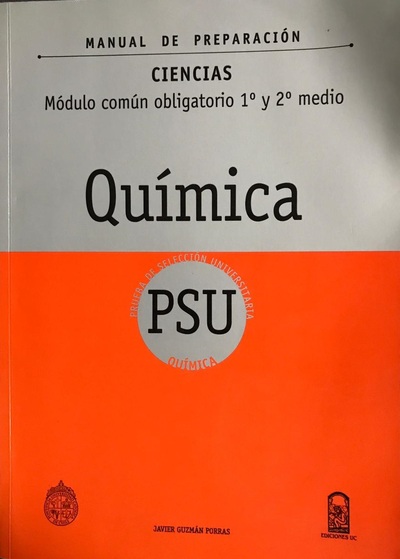 MANUAL DE PREPARACIÓN
CIENCIAS
Módulo común obligatorio 1º y 2º medio
Química
PRUEBA DE SELECCIÓN UNIVERSITARIA
PSU
QUÍMICA
JAVIER GUZMÁN PORRAS
EDICIONES UC